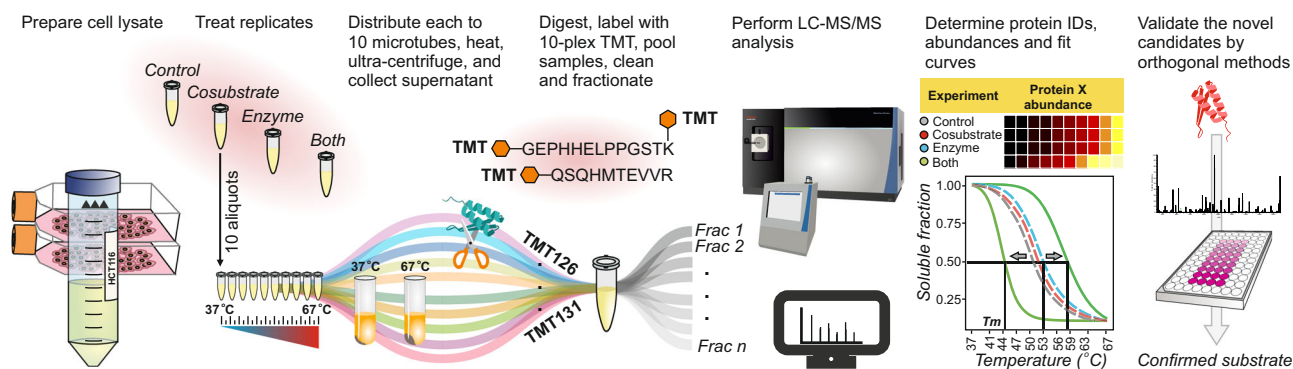 Prepare cell lysate
Treat replicates
Distribute each to
10 microtubes, heat,
ultra-centrifuge, and
collect supernatant
Digest, label with
10-plex TMT, pool
samples, clean
and fractionate
Perform LC-MS/MS
analysis
Determine protein IDs,
abundances and fit
curves
Validate the novel
candidates by
orthogonal methods
Control
Cosubstrate
Enzyme
Both
10 aliquots
HCT116
37°C
67°C
37°C
67°C
TMT
TMT GEPHHELPPGSTK
TMT QSQHMTEVVR
TMT126
TMT131
Frac 1
Frac 2
Frac n
Experiment Protein X
abundance
Control
Cosubstrate
Enzyme
Both
Soluble fraction
1.00
0.75
0.50
0.25
Tm
37 41 44 47 50 53 56 59 63 67
Temperature (°C)
Confirmed substrate